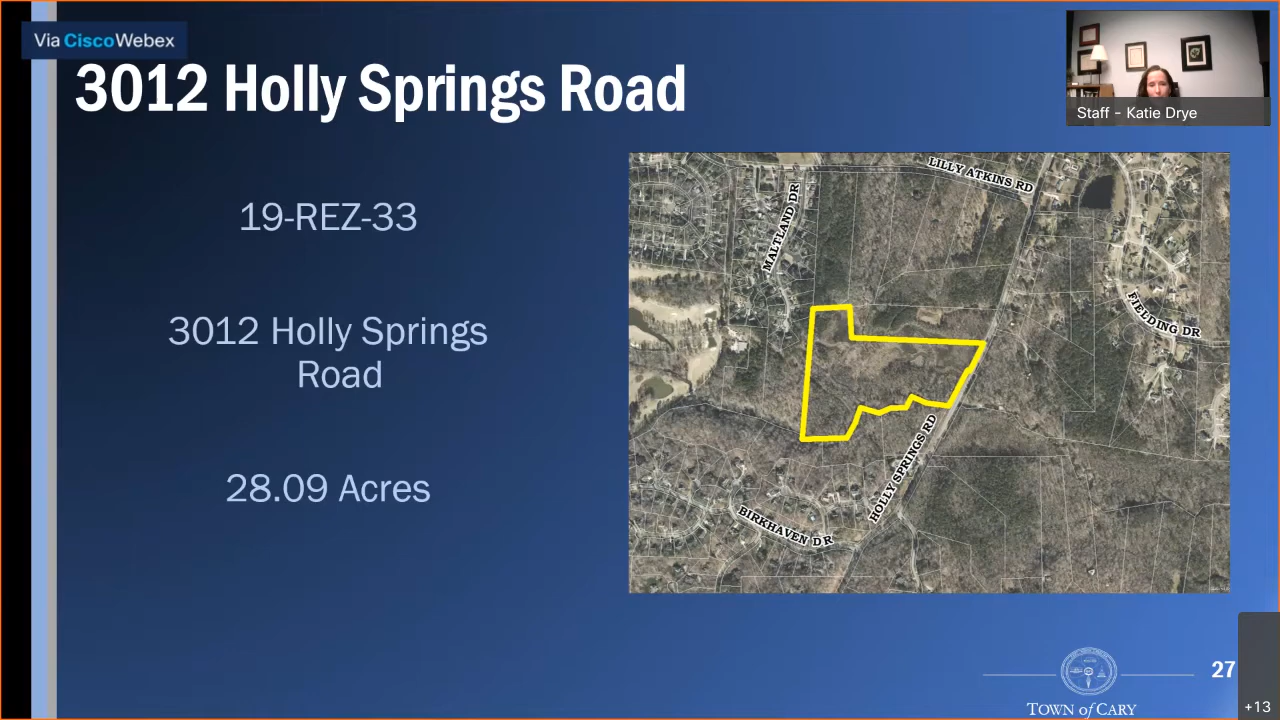 Via CiscoWebex
3012 Holly Springs Road
Staff - Katie Drye
19-REZ-33
3012 Holly Springs
Road
28.09 Acres
LILLY ATKINS RD
MALTLAND DR
FIELDING DR
HOLLY SPRINGS RD
BIRKHAVEN DR
27
TOWN of CARY
+13